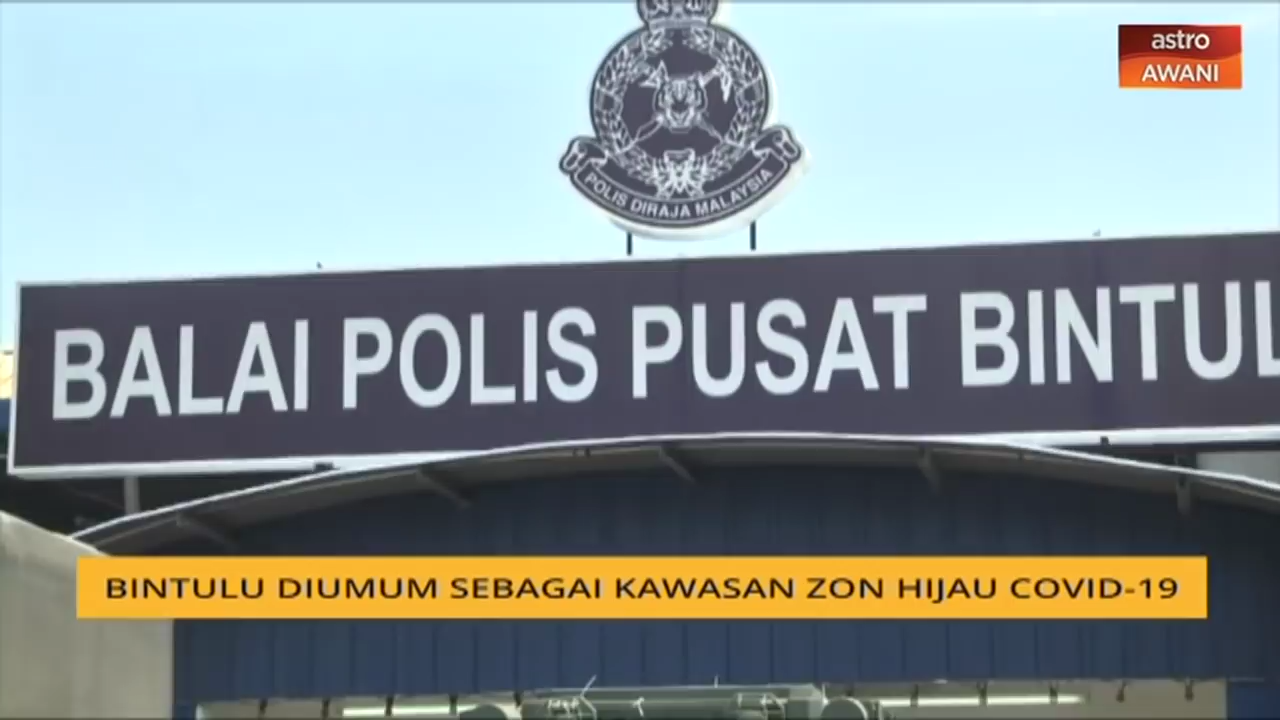 astro
AWANI
POLIS DIRAJA MALAYSIA
BALAI POLIS PUSAT BINTUL
BINTULU DIUMUM SEBAGAI KAWASAN ZON HIJAU COVID-19